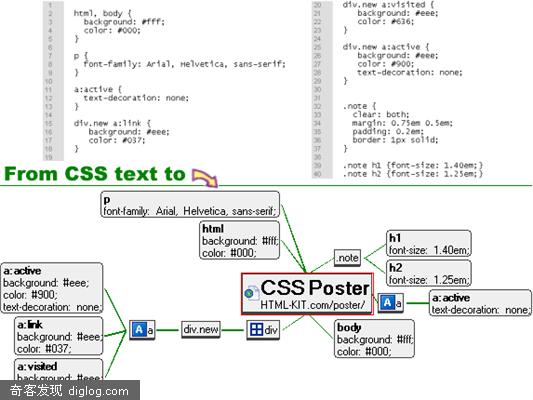 1
2 html, body {
3 background: #fff;
4 color: #000;
5 }
6
7 p {
8 font-family: Arial, Helvetica, sans-serif;
9 }
10
11 a:active {
12 text-decoration: none;
13 }
14
15 div.new a:link {
16 background: #eee;
17 color: #037;
18 }
19
20 div.new a:visited {
21 background: #eee;
22 color: #636;
23 }
24
25 div.new a:active {
26 background: #eee;
27 color: #900;
28 text-decoration: none;
29 }
30
31
32 .note {
33 clear: both;
34 margin: 0.75em 0.5em;
35 padding: 0.2em;
36 border: 1px solid;
38 }
39 .note h1 {font-size: 1.40em;}
40 .note h2 {font-size: 1.25em;}
From CSS text to
p
font-family: Arial, Helvetica, sans-serif;
html
background: #fff;
color: #000;
.note
h1
font-size: 1.40em;
h2
font-size: 1.25em;
CSS Poster
HTML-KIT.com/poster/
A a
a:active
text-decoration: none;
body
background: #fff;
color: #000;
div
div.new
A a
a:active
background: #eee;
color: #900;
text-decoration: none;
a:link
background: #eee;
color: #037;
a:visited
background: #eee;
奇客发现 diglog.com